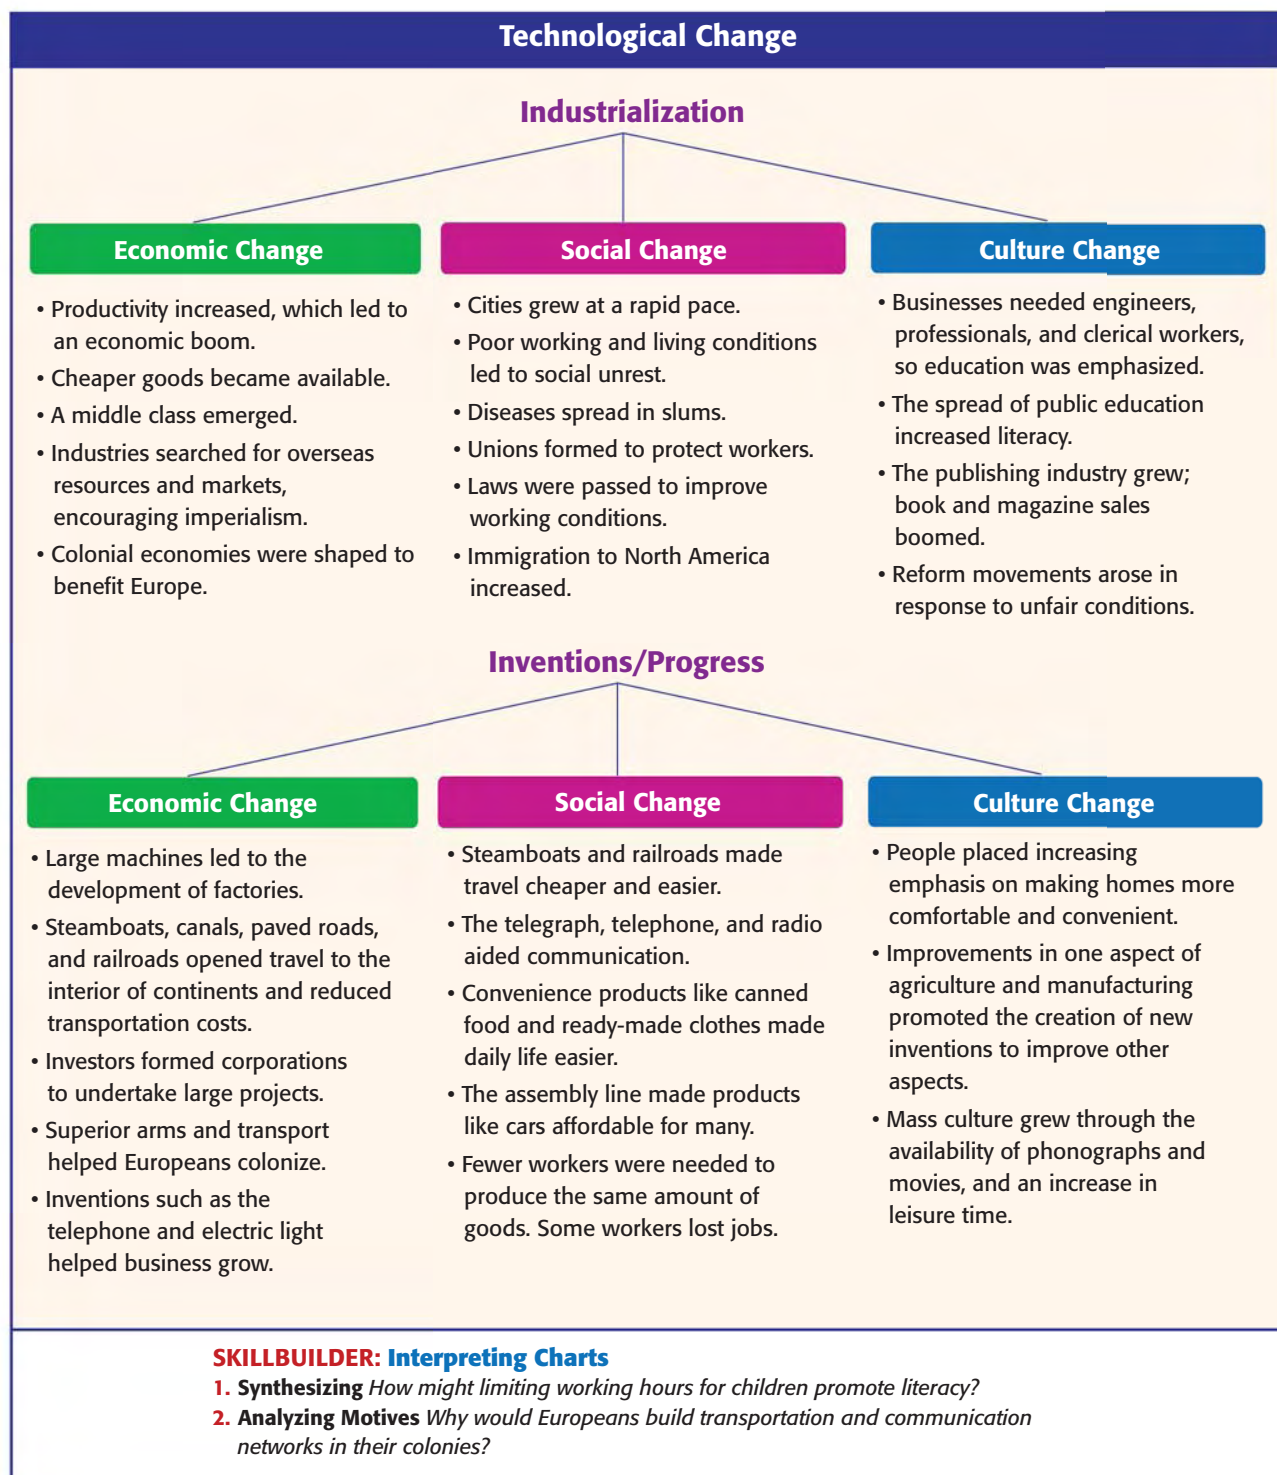 Technological Change
Industrialization
Economic Change
• Productivity increased, which led to
an economic boom.
• Cheaper goods became available.
• A middle class emerged.
• Industries searched for overseas
resources and markets,
encouraging imperialism.
• Colonial economies were shaped to
benefit Europe.
Social Change
• Cities grew at a rapid pace.
• Poor working and living conditions
led to social unrest.
• Diseases spread in slums.
• Unions formed to protect workers.
• Laws were passed to improve
working conditions.
• Immigration to North America
increased.
Culture Change
• Businesses needed engineers,
professionals, and clerical workers,
so education was emphasized.
• The spread of public education
increased literacy.
• The publishing industry grew;
book and magazine sales
boomed.
• Reform movements arose in
response to unfair conditions.
Inventions/Progress
Economic Change
• Large machines led to the
development of factories.
• Steamboats, canals, paved roads,
and railroads opened travel to the
interior of continents and reduced
transportation costs.
• Investors formed corporations
to undertake large projects.
• Superior arms and transport
helped Europeans colonize.
• Inventions such as the
telephone and electric light
helped business grow.
Social Change
• Steamboats and railroads made
travel cheaper and easier.
• The telegraph, telephone, and radio
aided communication.
• Convenience products like canned
food and ready-made clothes made
daily life easier.
• The assembly line made products
like cars affordable for many.
• Fewer workers were needed to
produce the same amount of
goods. Some workers lost jobs.
Culture Change
• People placed increasing
emphasis on making homes more
comfortable and convenient.
• Improvements in one aspect of
agriculture and manufacturing
promoted the creation of new
inventions to improve other
aspects.
• Mass culture grew through the
availability of phonographs and
movies, and an increase in
leisure time.
SKILLBUILDER: Interpreting Charts
1. Synthesizing How might limiting working hours for children promote literacy?
2. Analyzing Motives Why would Europeans build transportation and communication
networks in their colonies?